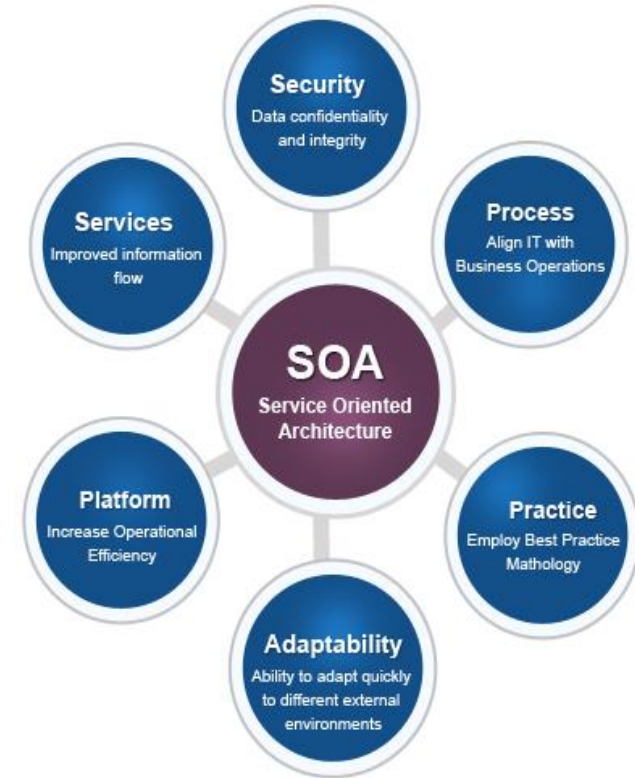 Security
Data confidentiality
and integrity
Services
Improved information
flow
Process
Align IT with
Business Operations
SOA
Service Oriented
Architecture
Platform
Increase Operational
Efficiency
Practice
Employ Best Practice
Mathology
Adaptability
Ability to adapt quickly
to different external
environments